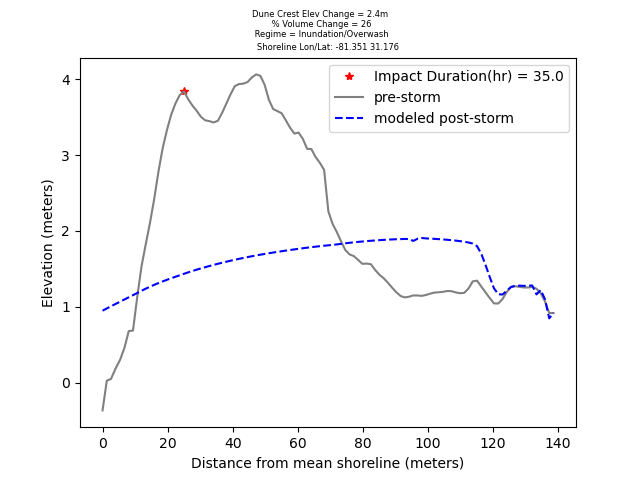 Dune Crest Elev Change = 2.4m
% Volume Change = 26
Regime = Inundation/Overwash
Shoreline Lon/Lat: -81.351 31.176
Impact Duration(hr) = 35.0
pre-storm
modeled post-storm
Elevation (meters)
4
3
2
1
0
0 20 40 60 80 100 120 140
Distance from mean shoreline (meters)